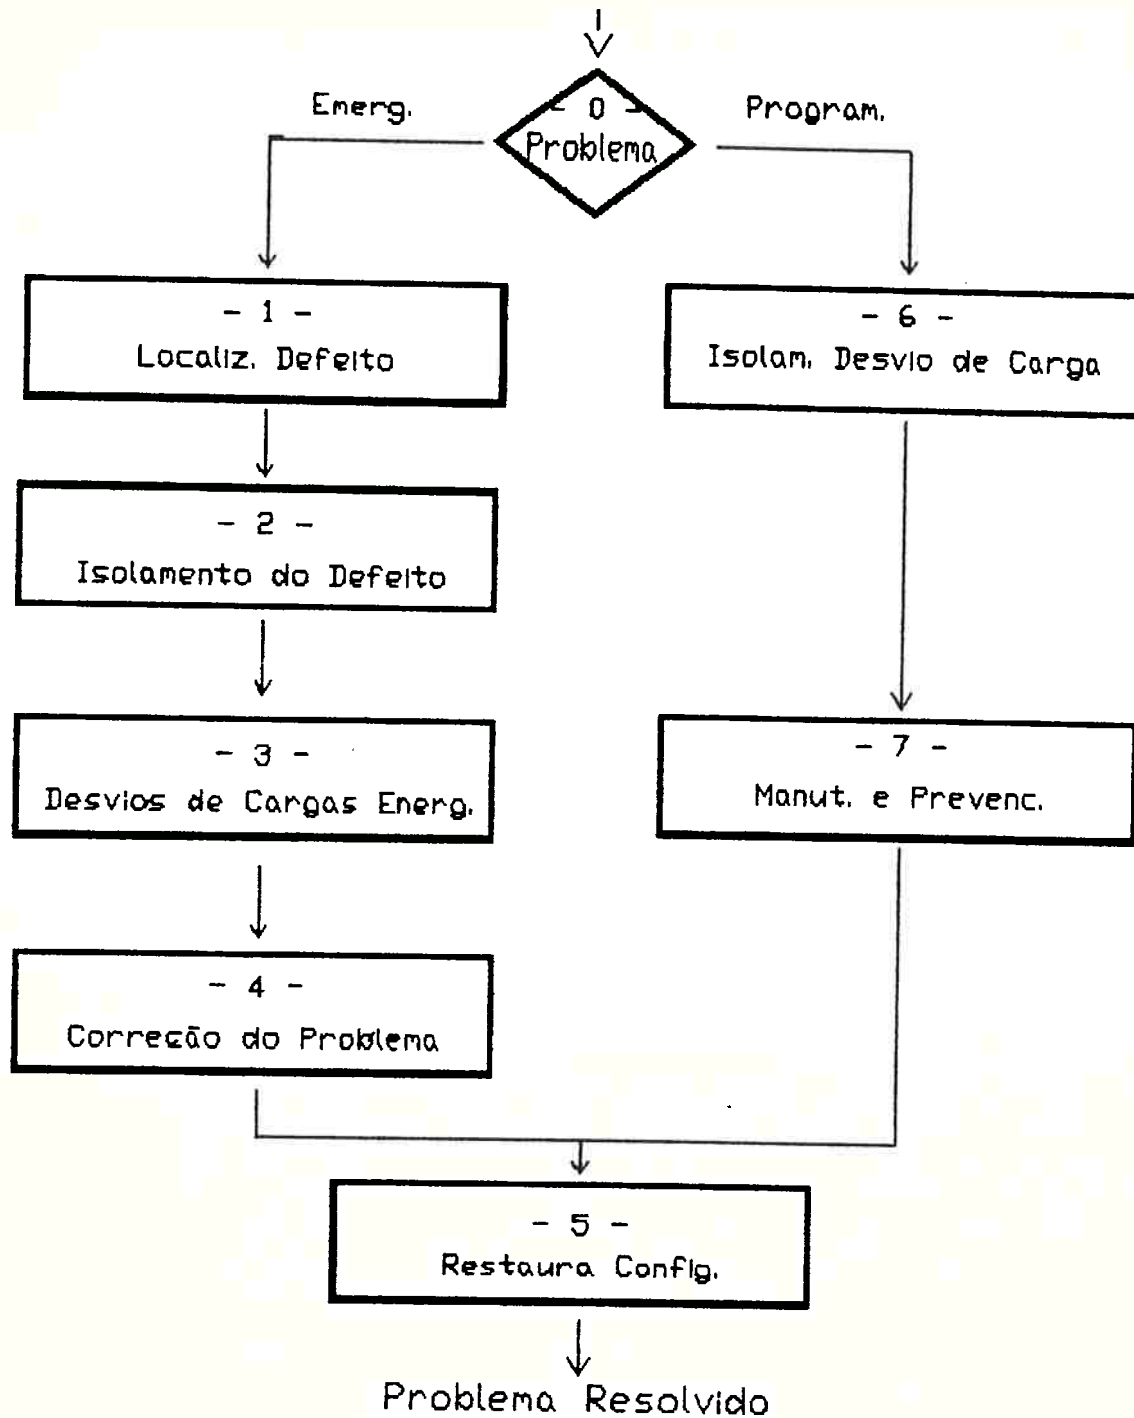 Energ.
- 0 -
Problema
Program.
- 1 -
Localiz. Defeito
- 2 -
Isolamento do Defeito
- 3 -
Desvios de Cargas Energ.
- 4 -
Correcão do Problema
- 6 -
Isolam. Desvio de Carga
- 7 -
Manut. e Prevenc.
- 5 -
Restaura Config.
Problema Resolvido